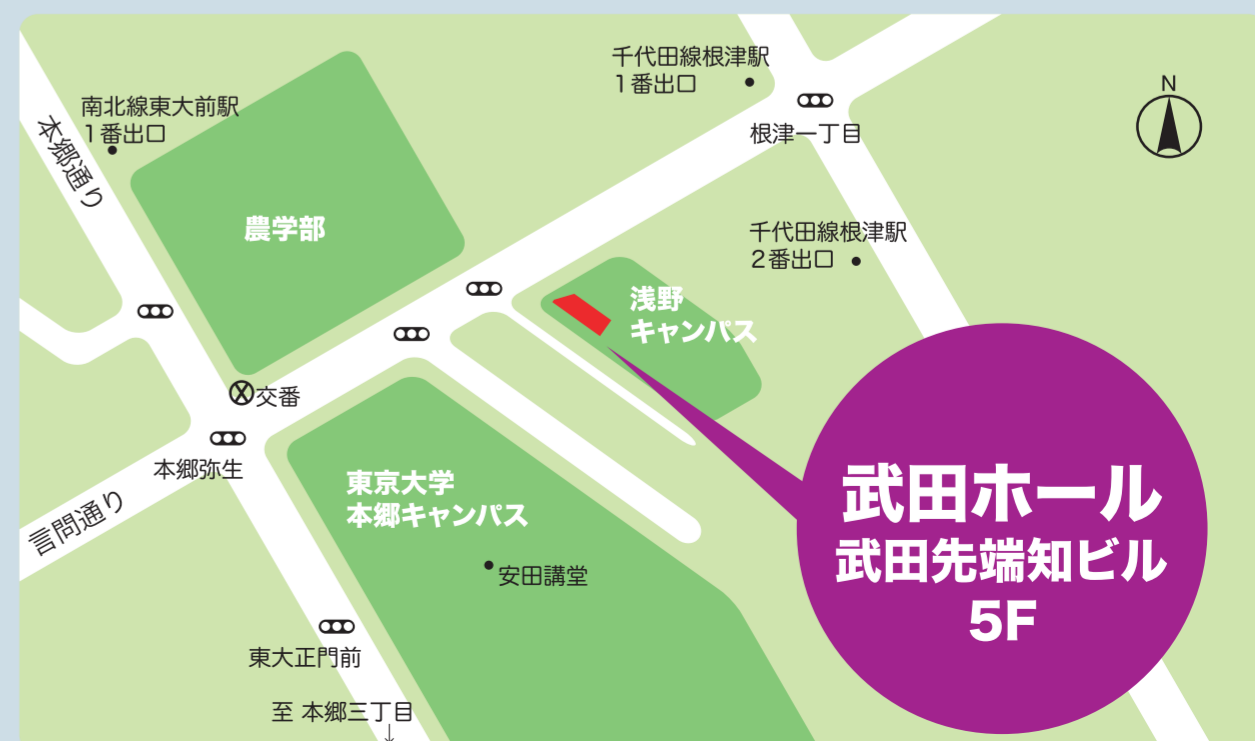 千代田線根津駅
1番出口
N
南北線東大前駅
1番出口
本郷通り
根津一丁目
農学部
千代田線根津駅
2番出口
浅野
キャンパス
交番
本郷弥生
言問通り
東京大学
本郷キャンパス
安田講堂
武田ホール
武田先端知ビル
5F
東大正門前
至 本郷三丁目
↓